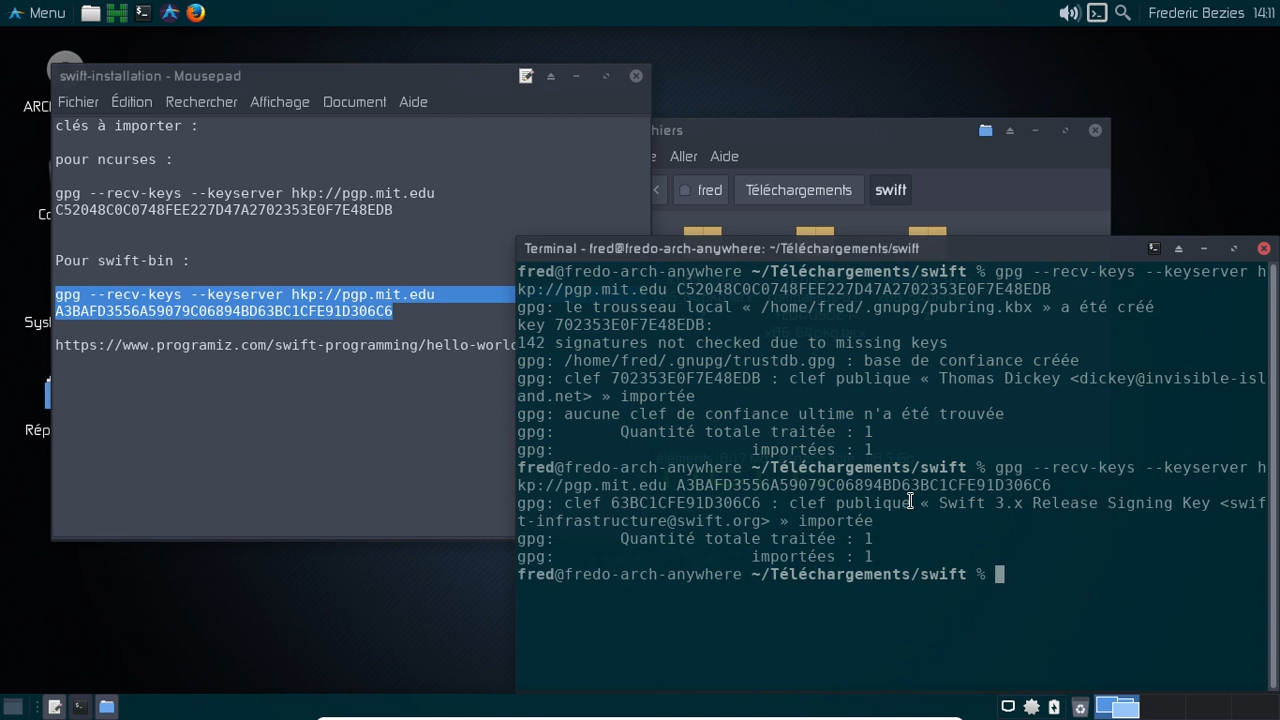 Menu
Frederic Bezies 14:11
ARC
Co
Sys
Rép
swift-installation - Mousepad
Fichier Édition Rechercher Affichage Document Aide
clés à importer :
pour ncurses :
gpg --recv-keys --keyserver hkp://pgp.mit.edu
C52048C0C0748FEE227D47A2702353E0F7E48EDB
Pour swift-bin :
gpg --recv-keys --keyserver hkp://pgp.mit.edu
A3BAFD3556A59079C06894BD63BC1CFE91D306C6
https://www.programiz.com/swift-programming/hello-world
hiers
e Aller Aide
fred Téléchargements swift
Terminal - fred@fredo-arch-anywhere: ~/Téléchargements/swift
fred@fredo-arch-anywhere ~/Téléchargements/swift % gpg --recv-keys --keyserver h
kp://pgp.mit.edu C52048C0C0748FEE227D47A2702353E0F7E48EDB
gpg: le trousseau local « /home/fred/.gnupg/pubring.kbx » a été créé
key 702353E0F7E48EDB:
142 signatures not checked due to missing keys
gpg: /home/fred/.gnupg/trustdb.gpg : base de confiance créée
gpg: clef 702353E0F7E48EDB : clef publique « Thomas Dickey <dickey@invisible-isl
and.net> » importée
gpg: aucune clef de confiance ultime n'a été trouvée
gpg:       Quantité totale traitée : 1
gpg:                     importées : 1
fred@fredo-arch-anywhere ~/Téléchargements/swift % gpg --recv-keys --keyserver h
kp://pgp.mit.edu A3BAFD3556A59079C06894BD63BC1CFE91D306C6
gpg: clef 63BC1CFE91D306C6 : clef publique « Swift 3.x Release Signing Key <swif
t-infrastructure@swift.org> » importée
gpg:       Quantité totale traitée : 1
gpg:                     importées : 1
fred@fredo-arch-anywhere ~/Téléchargements/swift %